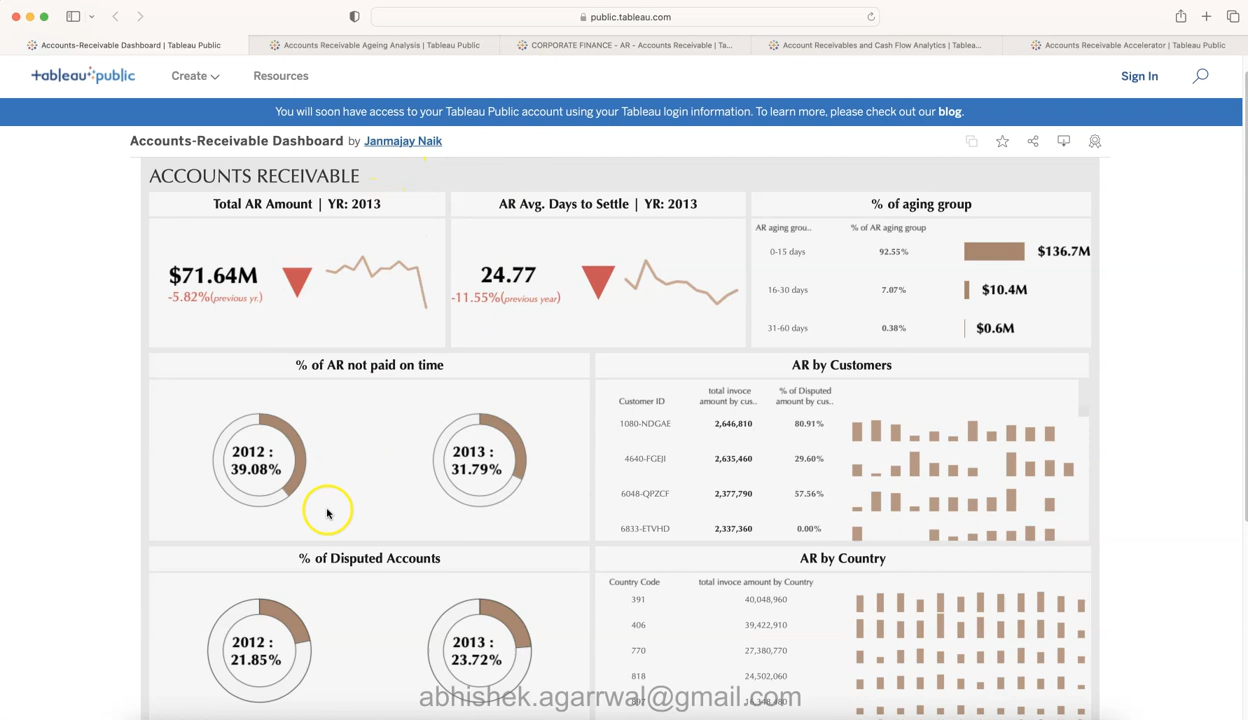 public.tableau.com
Accounts-Receivable Dashboard | Tableau Public
Accounts Receivable Ageing Analysis | Tableau Public
CORPORATE FINANCE - AR - Accounts Receivable | Ta...
Account Receivables and Cash Flow Analytics | Tablea...
Accounts Receivable Accelerator | Tableau Public
tableau public
Create
Resources
Sign In
You will soon have access to your Tableau Public account using your Tableau login information. To learn more, please check out our blog.
Accounts-Receivable Dashboard by Janmajay Naik
ACCOUNTS RECEIVABLE
Total AR Amount | YR: 2013
$71.64M
-5.82%(previous yr.)
AR Avg. Days to Settle | YR: 2013
24.77
-11.55%(previous year)
% of aging group
AR aging grou.. % of AR aging group
0-15 days 92.55% $136.7M
16-30 days 7.07% $10.4M
31-60 days 0.38% $0.6M
% of AR not paid on time
2012 :
39.08%
2013 :
31.79%
AR by Customers
Customer ID
total invoce
amount by cus..
% of Disputed
amount by cus..
1080-NDGAE 2,646,810 80.91%
4640-FGEJI 2,635,460 29.60%
6048-QPZCF 2,377,790 57.56%
6833-ETVHD 2,337,360 0.00%
% of Disputed Accounts
2012 :
21.85%
2013 :
23.72%
AR by Country
Country Code total invoce amount by Country
391 40,048,960
406 39,422,910
770 27,380,770
818 24,502,060
abhishek.agarrwal@gmail.com